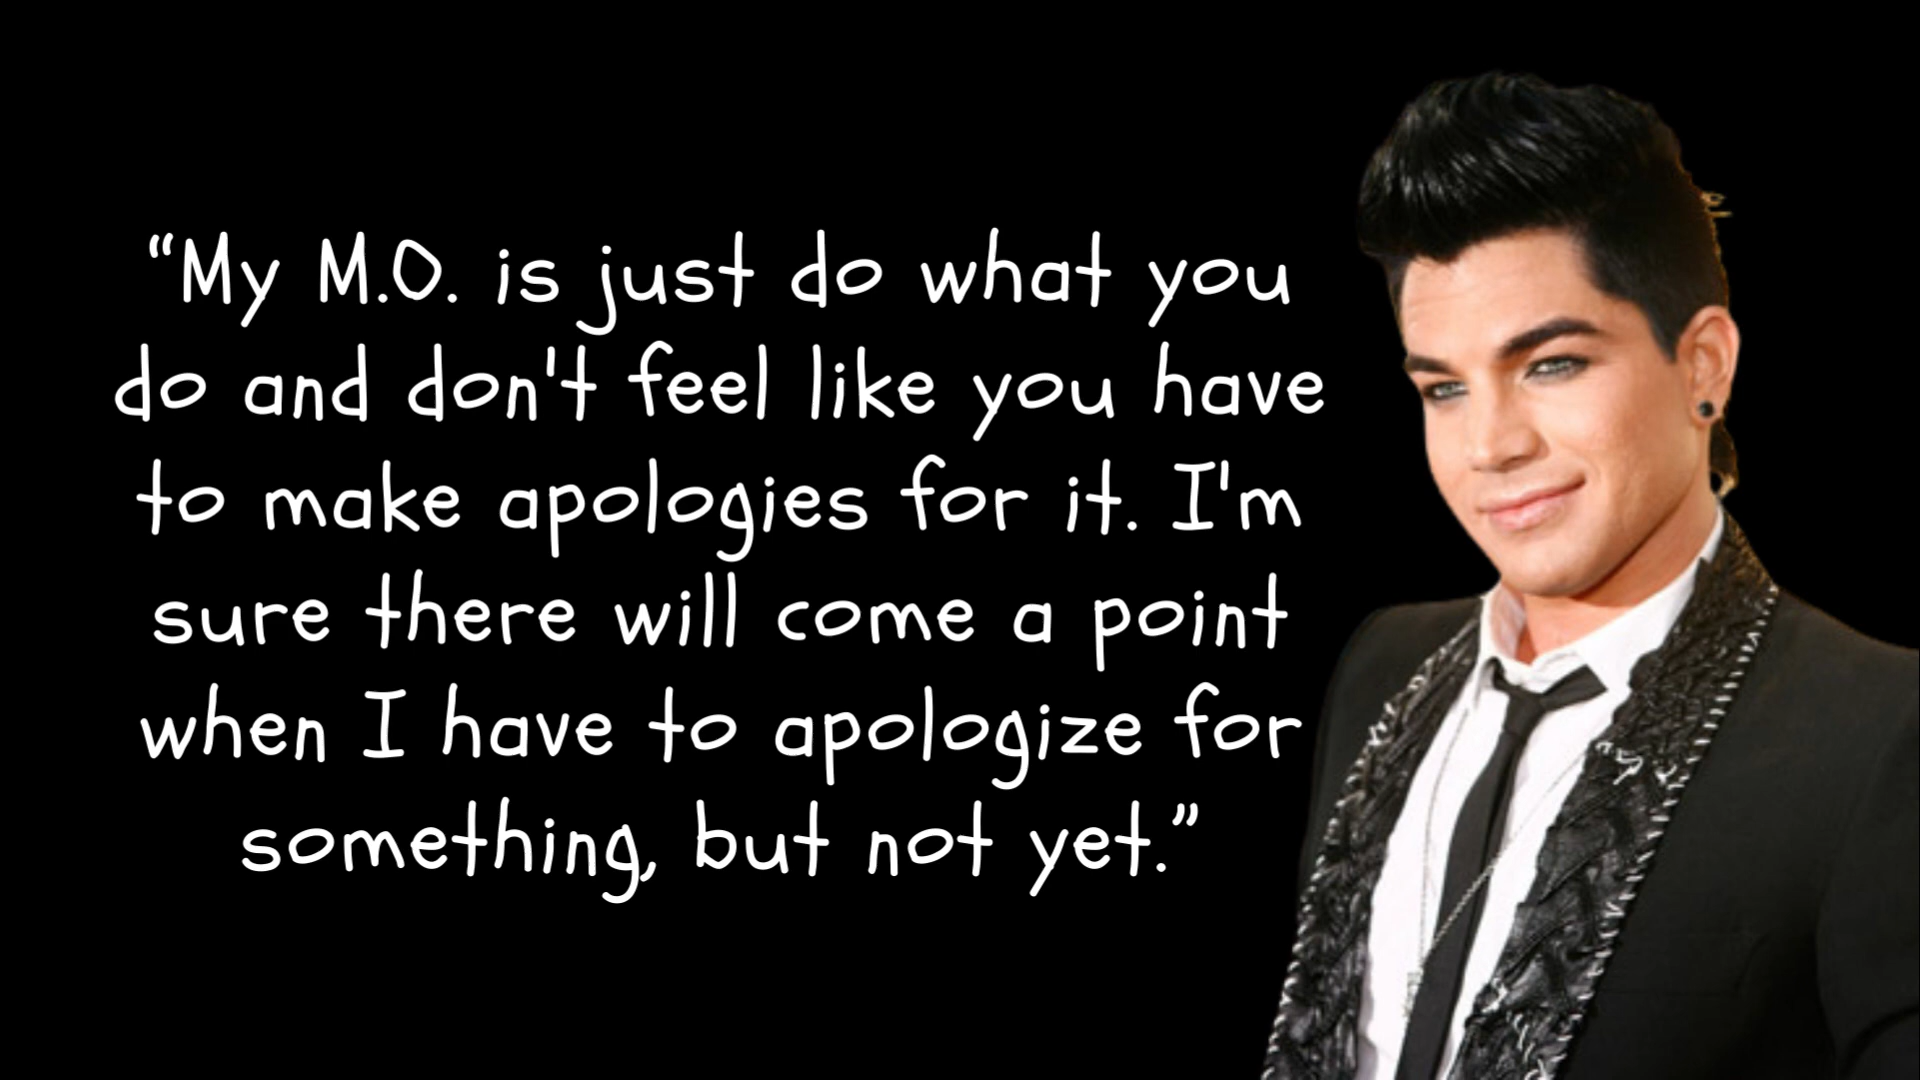 “My M.O. is just do what you
do and don't feel like you have
to make apologies for it. I'm
sure there will come a point
when I have to apologize for
something, but not yet.”